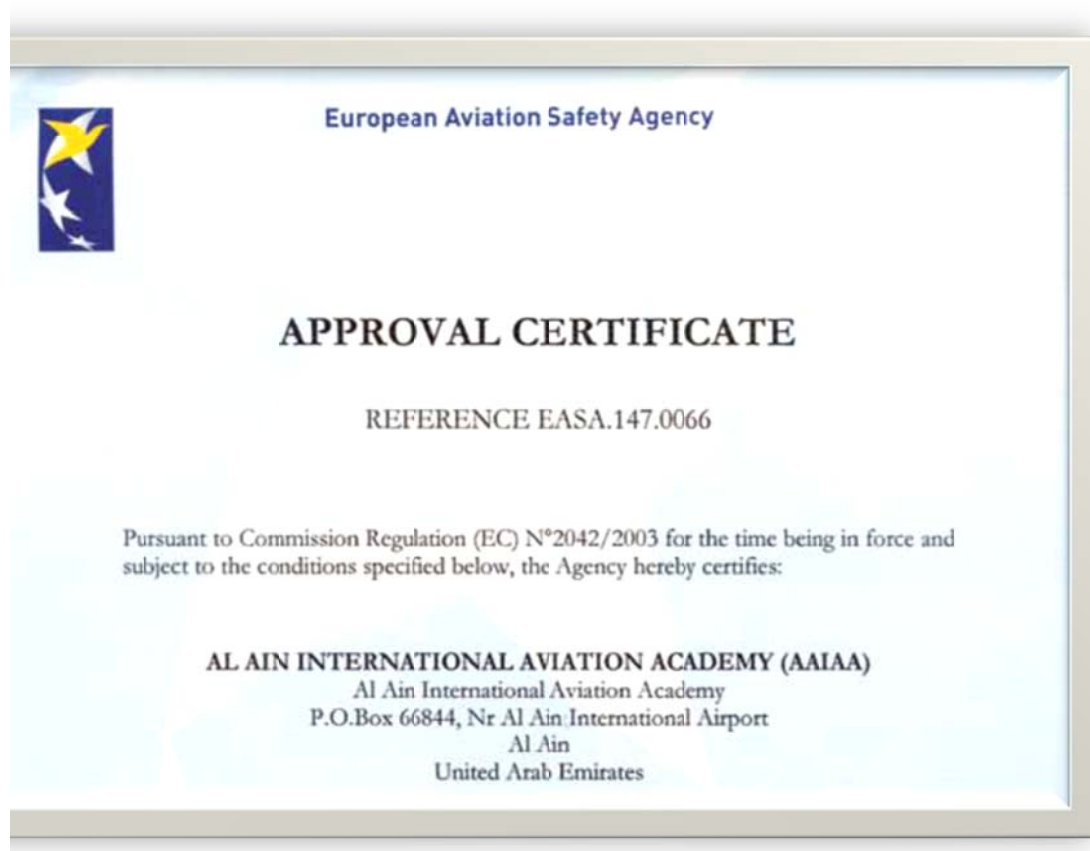 European Aviation Safety Agency
APPROVAL CERTIFICATE
REFERENCE EASA.147.0066
Pursuant to Commission Regulation (EC) N°2042/2003 for the time being in force and
subject to the conditions specified below, the Agency hereby certifies:
AL AIN INTERNATIONAL AVIATION ACADEMY (AAIAA)
Al Ain International Aviation Academy
P.O.Box 66844, Nr Al Ain International Airport
Al Ain
United Arab Emirates